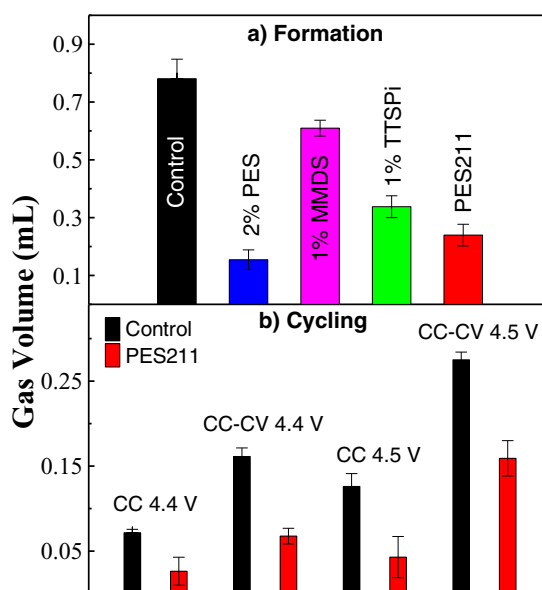 a) Formation
0.9
0.7
0.5
0.3
0.1
Control
2% PES
1% MMDS
1% TTSPi
PES211
Gas Volume (mL)
b) Cycling
Control
PES211
0.25
0.15
0.05
CC 4.4 V
CC-CV 4.4 V
CC 4.5 V
CC-CV 4.5 V